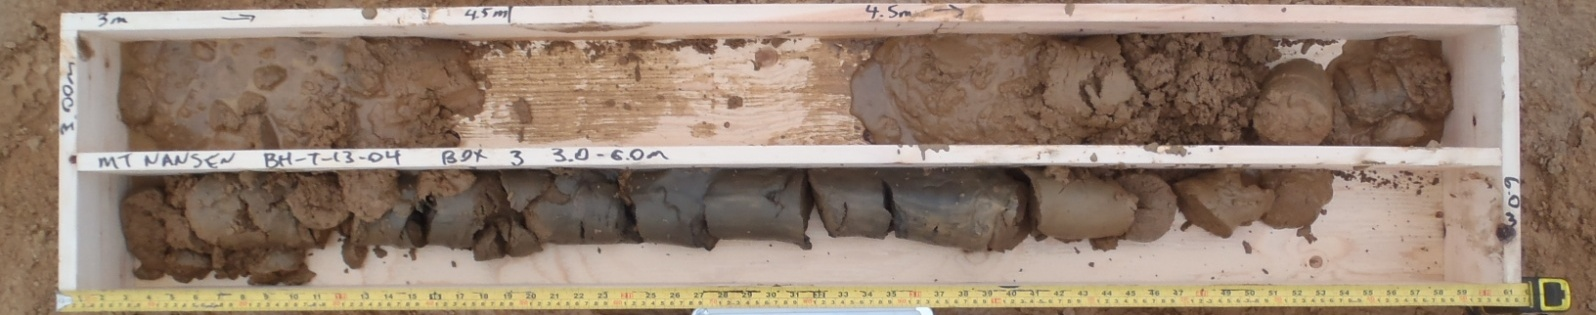 3m → 4.5m 4.5m →
3.00m
MT NANSEN BH-T-13-04 BOX 3 3.0-6.0m
6.0m